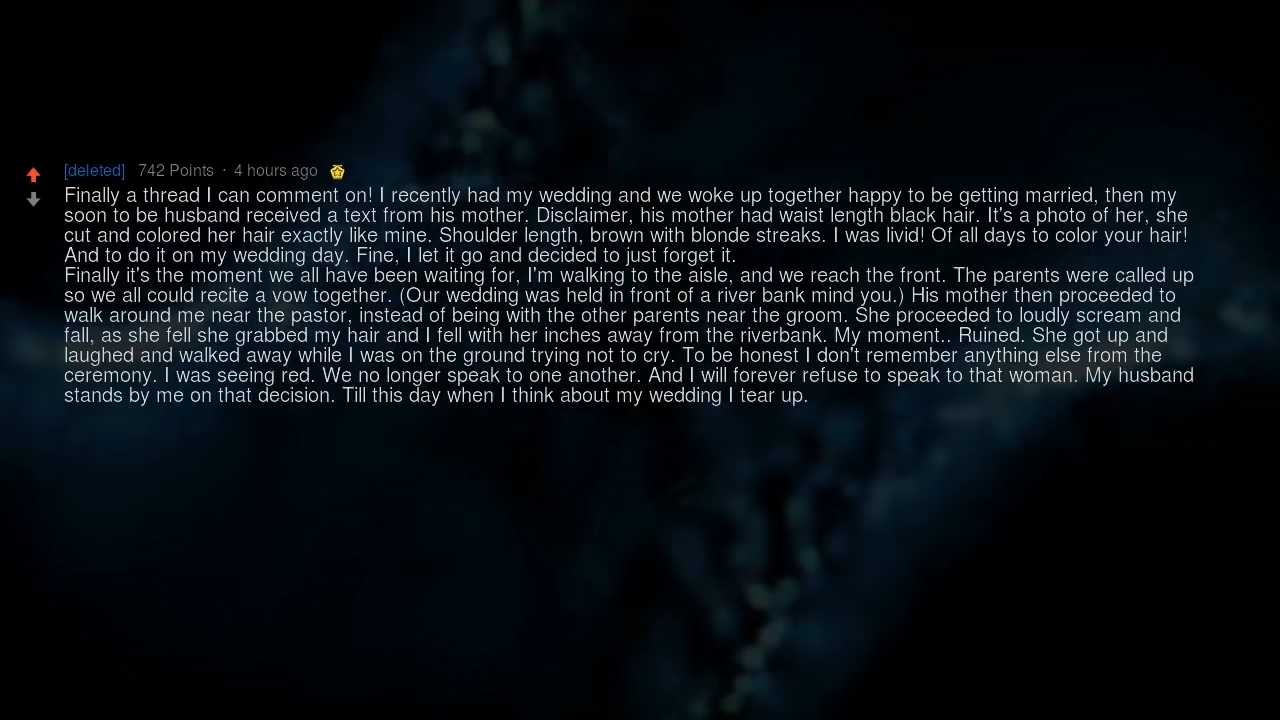 [deleted] 742 Points · 4 hours ago
Finally a thread I can comment on! I recently had my wedding and we woke up together happy to be getting married, then my
soon to be husband received a text from his mother. Disclaimer, his mother had waist length black hair. It's a photo of her, she
cut and colored her hair exactly like mine. Shoulder length, brown with blonde streaks. I was livid! Of all days to color your hair!
And to do it on my wedding day. Fine, I let it go and decided to just forget it.
Finally it's the moment we all have been waiting for, I'm walking to the aisle, and we reach the front. The parents were called up
so we all could recite a vow together. (Our wedding was held in front of a river bank mind you.) His mother then proceeded to
walk around me near the pastor, instead of being with the other parents near the groom. She proceeded to loudly scream and
fall, as she fell she grabbed my hair and I fell with her inches away from the riverbank. My moment.. Ruined. She got up and
laughed and walked away while I was on the ground trying not to cry. To be honest I don't remember anything else from the
ceremony. I was seeing red. We no longer speak to one another. And I will forever refuse to speak to that woman. My husband
stands by me on that decision. Till this day when I think about my wedding I tear up.